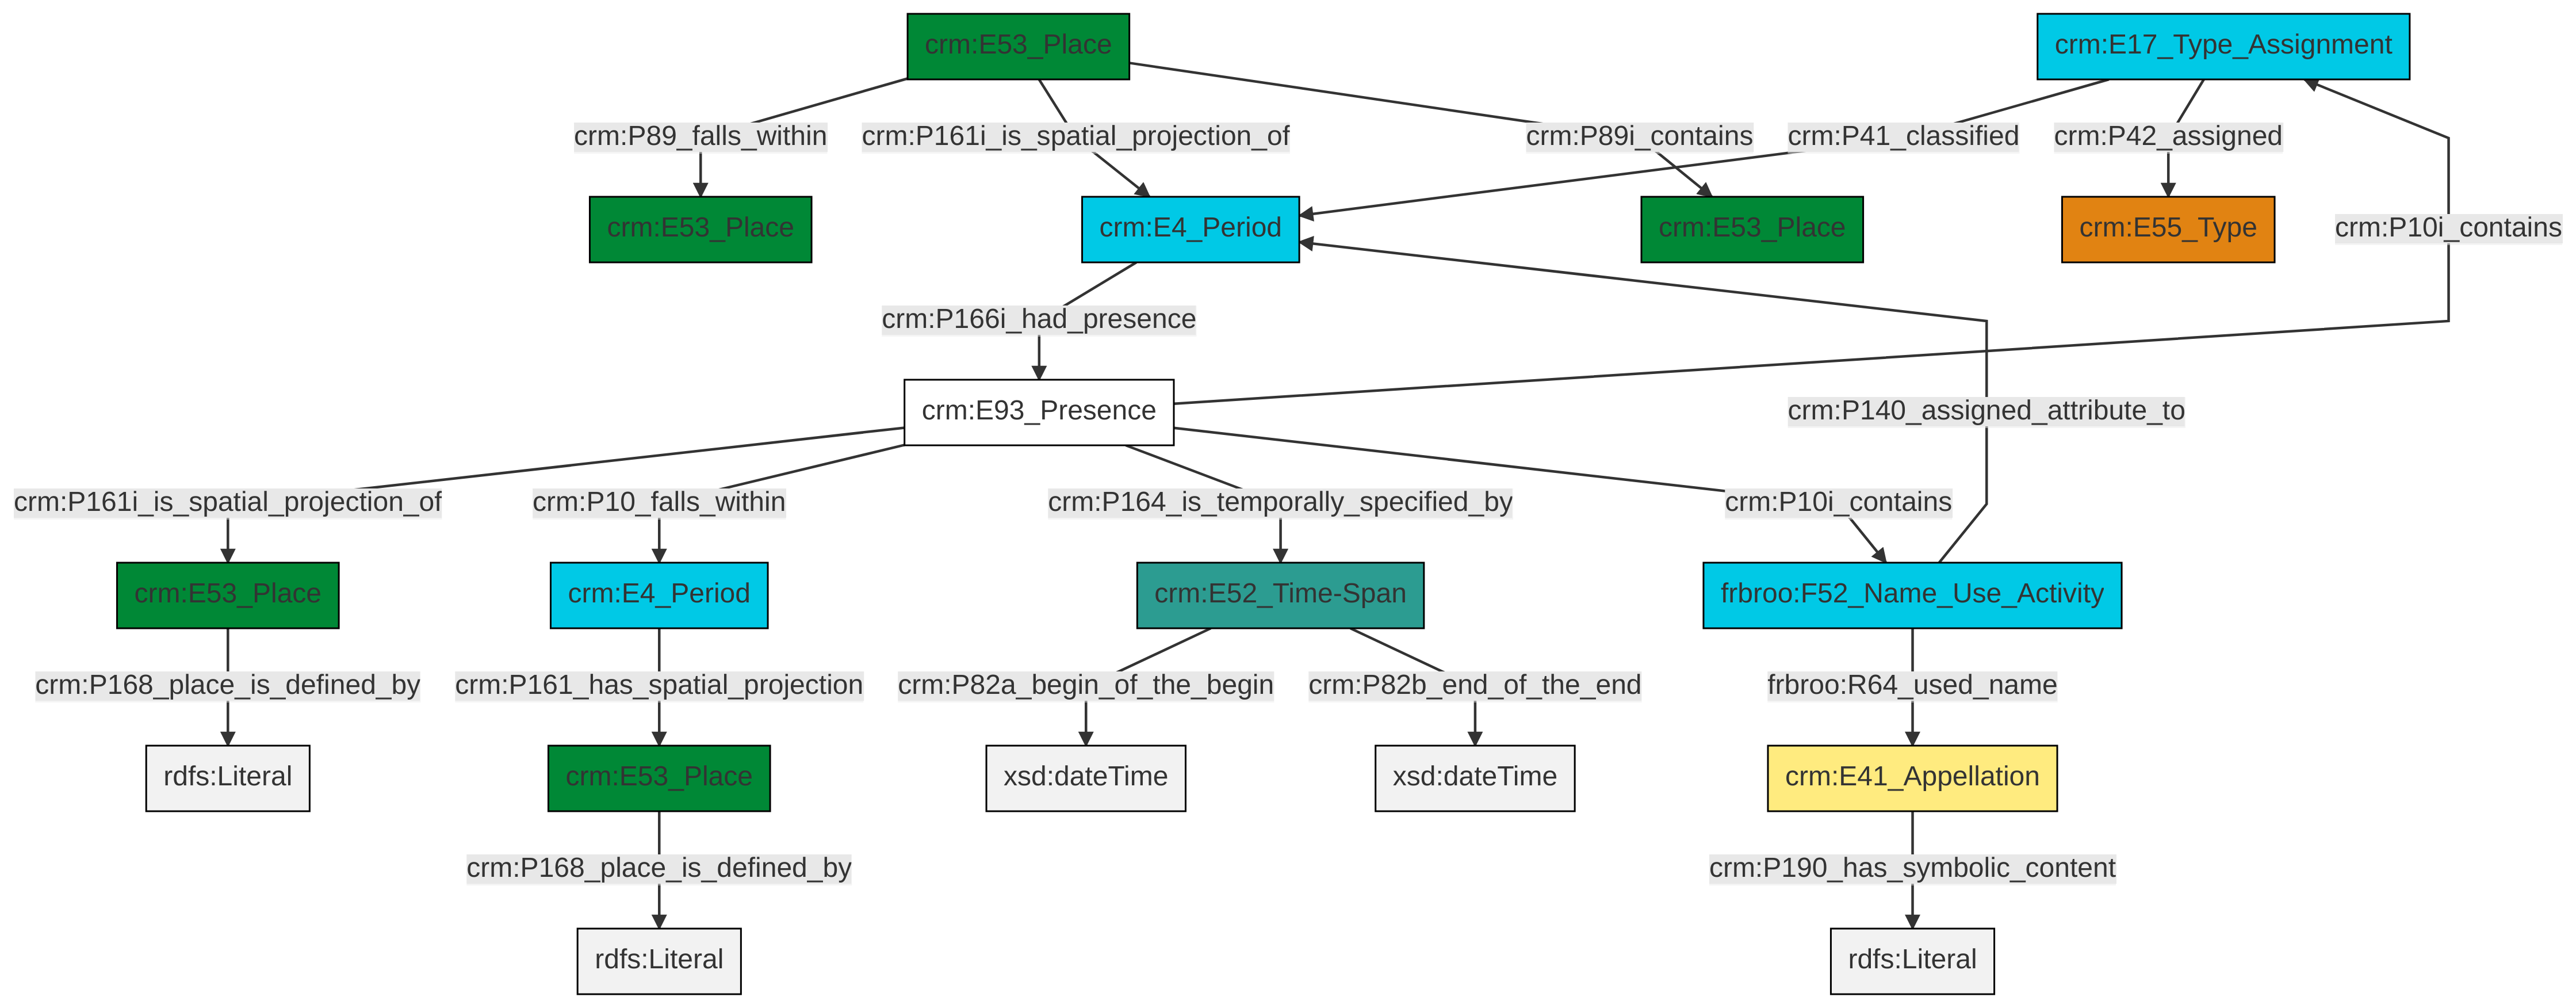 crm:E53_Place
crm:E17_Type_Assignment
crm:P89_falls_within
crm:P161i_is_spatial_projection_of
crm:P89i_contains
crm:P41_classified
crm:P42_assigned
crm:E53_Place
crm:E4_Period
crm:E53_Place
crm:E55_Type
crm:P10i_contains
crm:P166i_had_presence
crm:E93_Presence
crm:P140_assigned_attribute_to
crm:P161i_is_spatial_projection_of
crm:P10_falls_within
crm:P164_is_temporally_specified_by
crm:P10i_contains
crm:E53_Place
crm:E4_Period
crm:E52_Time-Span
frbroo:F52_Name_Use_Activity
crm:P168_place_is_defined_by
crm:P161_has_spatial_projection
crm:P82a_begin_of_the_begin
crm:P82b_end_of_the_end
frbroo:R64_used_name
rdfs:Literal
crm:E53_Place
xsd:dateTime
xsd:dateTime
crm:E41_Appellation
crm:P168_place_is_defined_by
crm:P190_has_symbolic_content
rdfs:Literal
rdfs:Literal